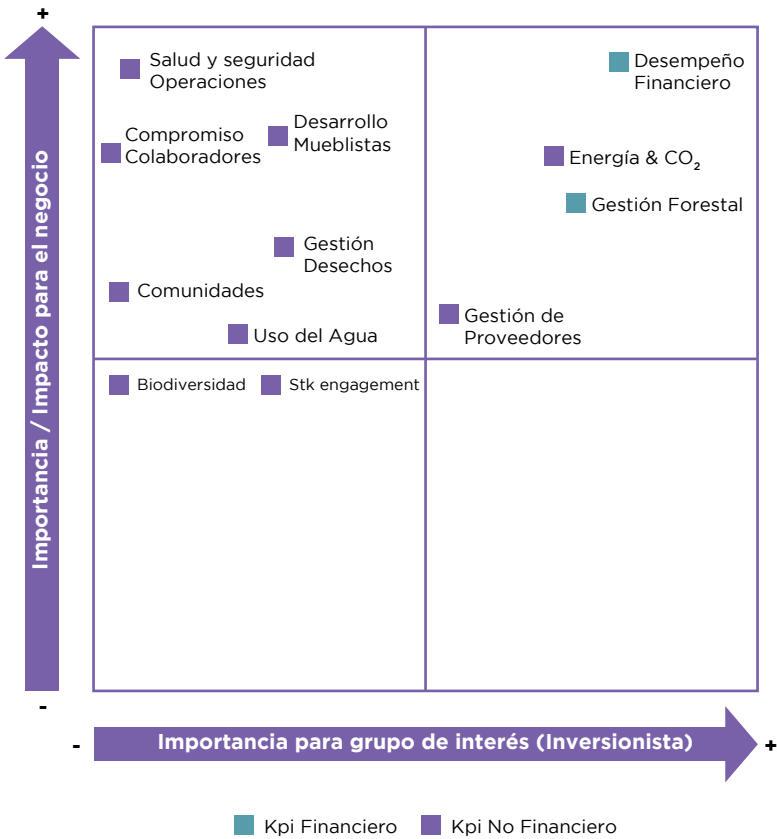 +
Salud y seguridad
Operaciones
Desempeño
Financiero
Desarrollo
Mueblistas
Compromiso
Colaboradores
Energía & CO₂
Gestión Forestal
Gestión
Desechos
Comunidades
Gestión de
Proveedores
Uso del Agua
Biodiversidad
Stk engagement
Importancia / Impacto para el negocio
-
-
Importancia para grupo de interés (Inversionista)
+
Kpi Financiero
Kpi No Financiero